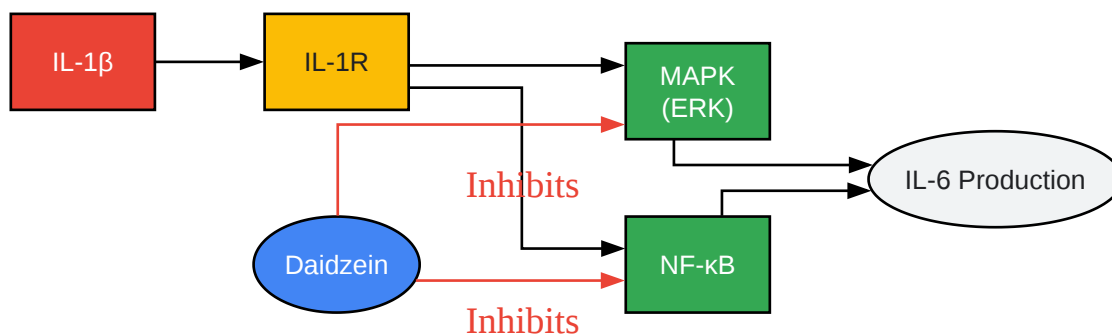 IL-1β
IL-1R
MAPK
(ERK)
Inhibits
IL-6 Production
Daidzein
NF-κB
Inhibits